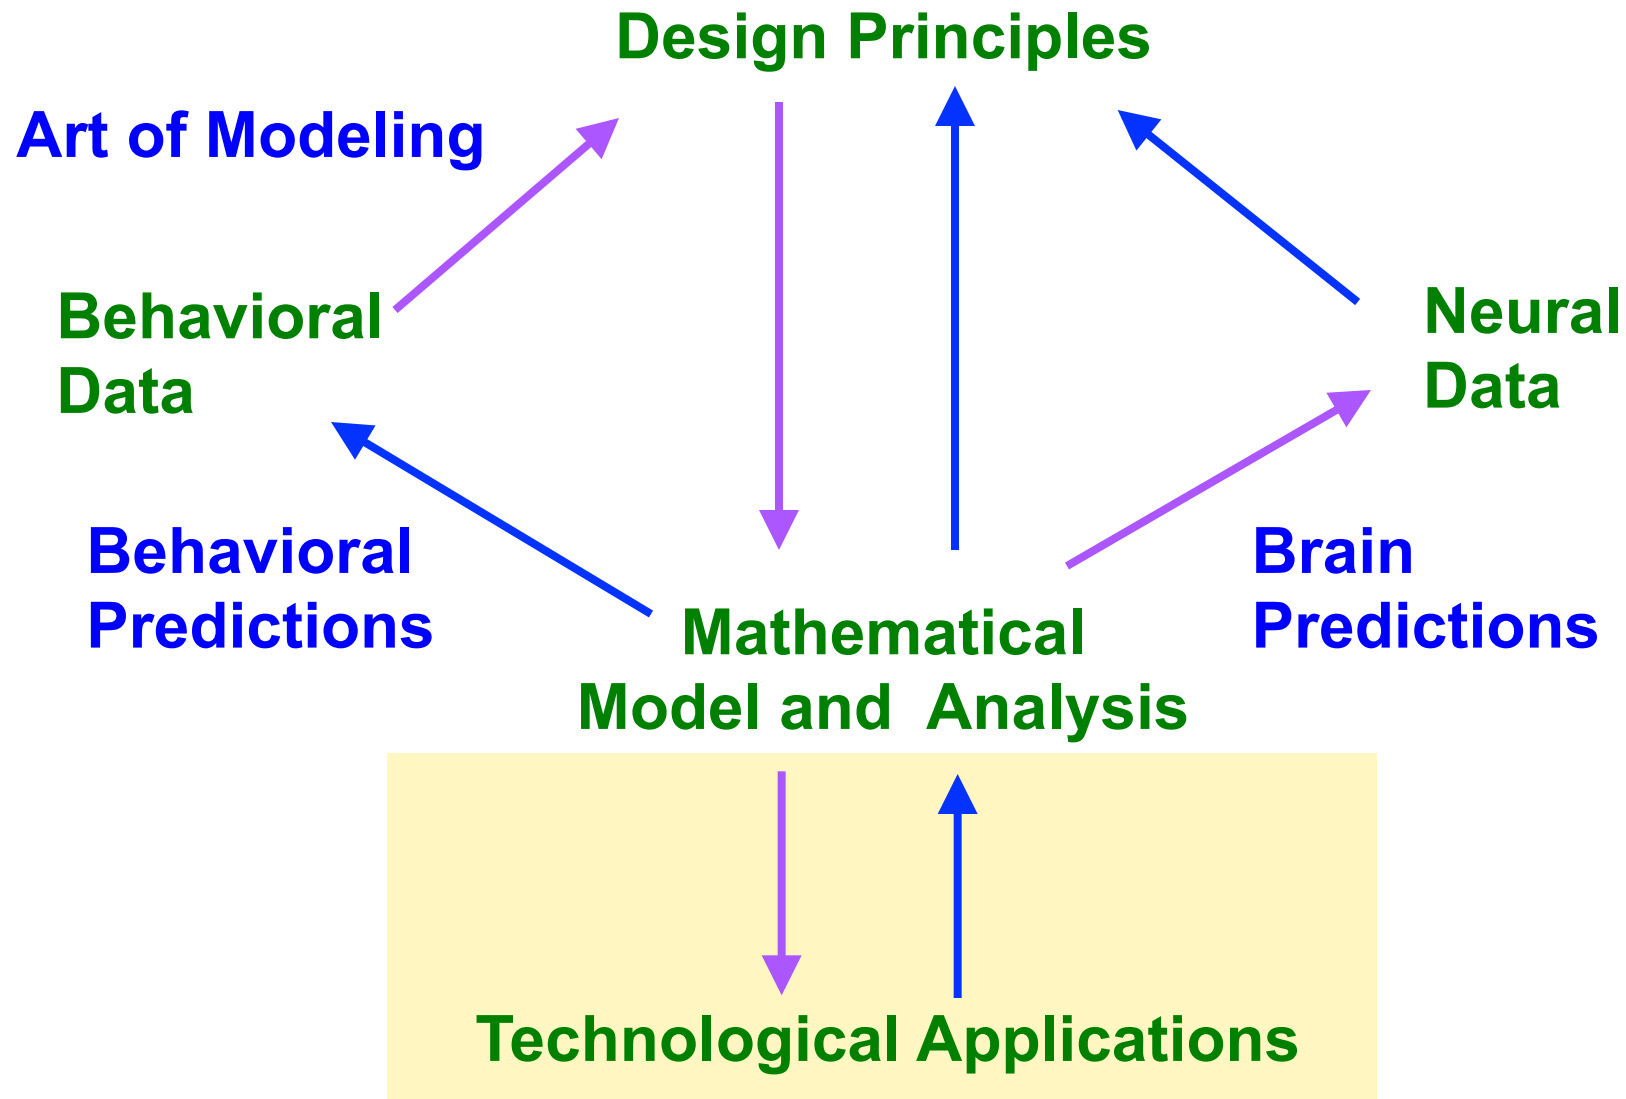 Design Principles
Art of Modeling
Behavioral
Data
Neural
Data
Behavioral
Predictions
Brain
Predictions
Mathematical
Model and  Analysis
Technological Applications